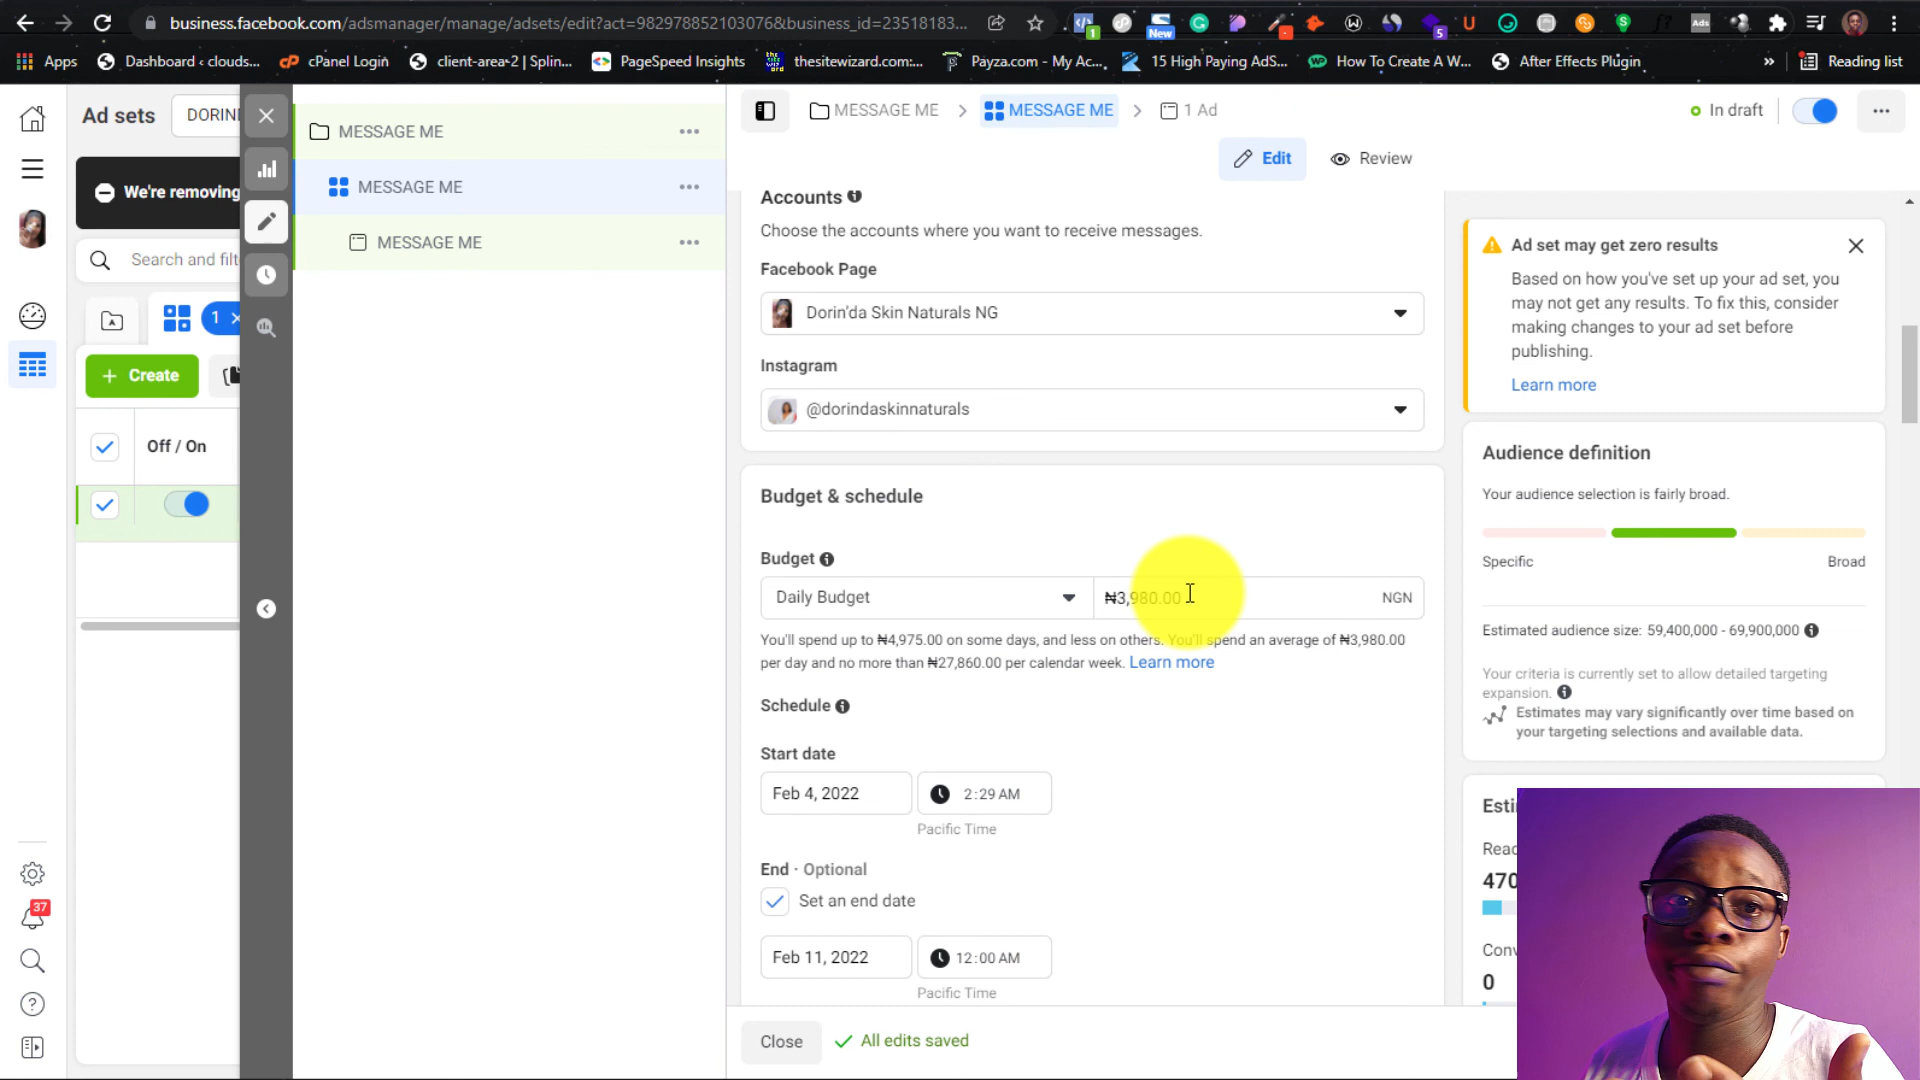 business.facebook.com/adsmanager/manage/adsets/edit?act=982978852103076&business_id=23518183...
New
1
5
Ads
Apps
Dashboard ‹ clouds...
cPanel Login
client-area-2 | Splin...
PageSpeed Insights
thesitewizard.com:...
Payza.com - My Ac...
15 High Paying AdS...
How To Create A W...
After Effects Plugin
»
Reading list
Ad sets
DORIN
We're removing
Search and filt
1
+ Create
Off / On
37
MESSAGE ME
MESSAGE ME
MESSAGE ME
MESSAGE ME > MESSAGE ME > 1 Ad
In draft
Edit
Review
Accounts
Choose the accounts where you want to receive messages.
Facebook Page
Dorin'da Skin Naturals NG
Instagram
@dorindaskinnaturals
Budget & schedule
Budget
Daily Budget
₦3,980.00
NGN
You'll spend up to ₦4,975.00 on some days, and less on others. You'll spend an average of ₦3,980.00
per day and no more than ₦27,860.00 per calendar week. Learn more
Schedule
Start date
Feb 4, 2022
2:29 AM
Pacific Time
End · Optional
Set an end date
Feb 11, 2022
12:00 AM
Pacific Time
Close
All edits saved
Ad set may get zero results
Based on how you've set up your ad set, you
may not get any results. To fix this, consider
making changes to your ad set before
publishing.
Learn more
Audience definition
Your audience selection is fairly broad.
Specific
Broad
Estimated audience size: 59,400,000 - 69,900,000
Your criteria is currently set to allow detailed targeting
expansion.
Estimates may vary significantly over time based on
your targeting selections and available data.
Esti
Reac
470
Conv
0